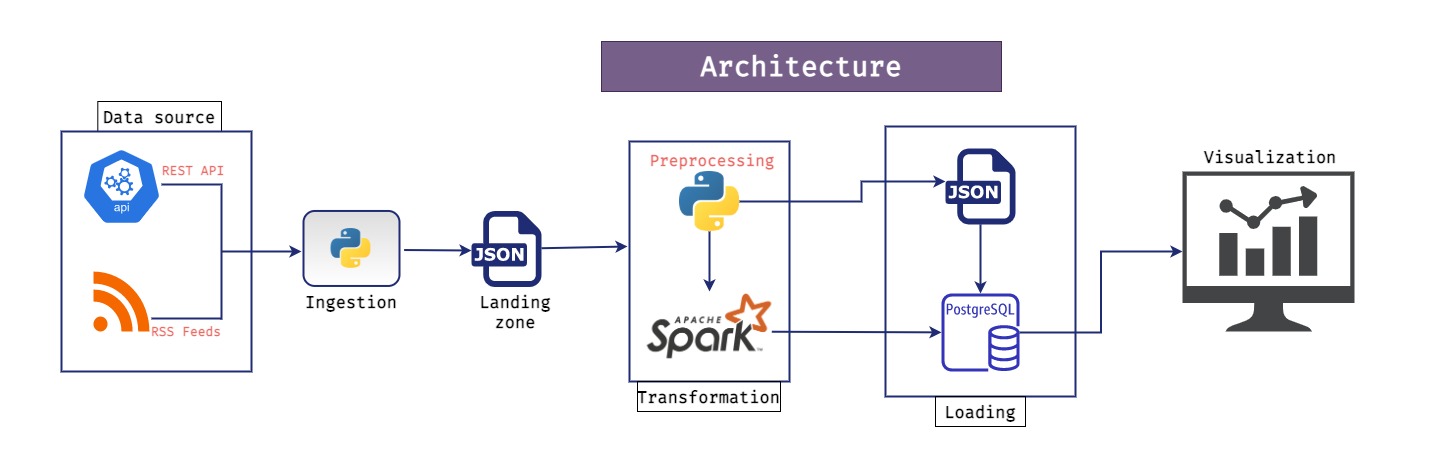 Architecture
Data source
REST API
api
RSS Feeds
Ingestion
JSON
Landing
zone
Preprocessing
APACHE
Spark™
Transformation
JSON
PostgreSQL
Loading
Visualization